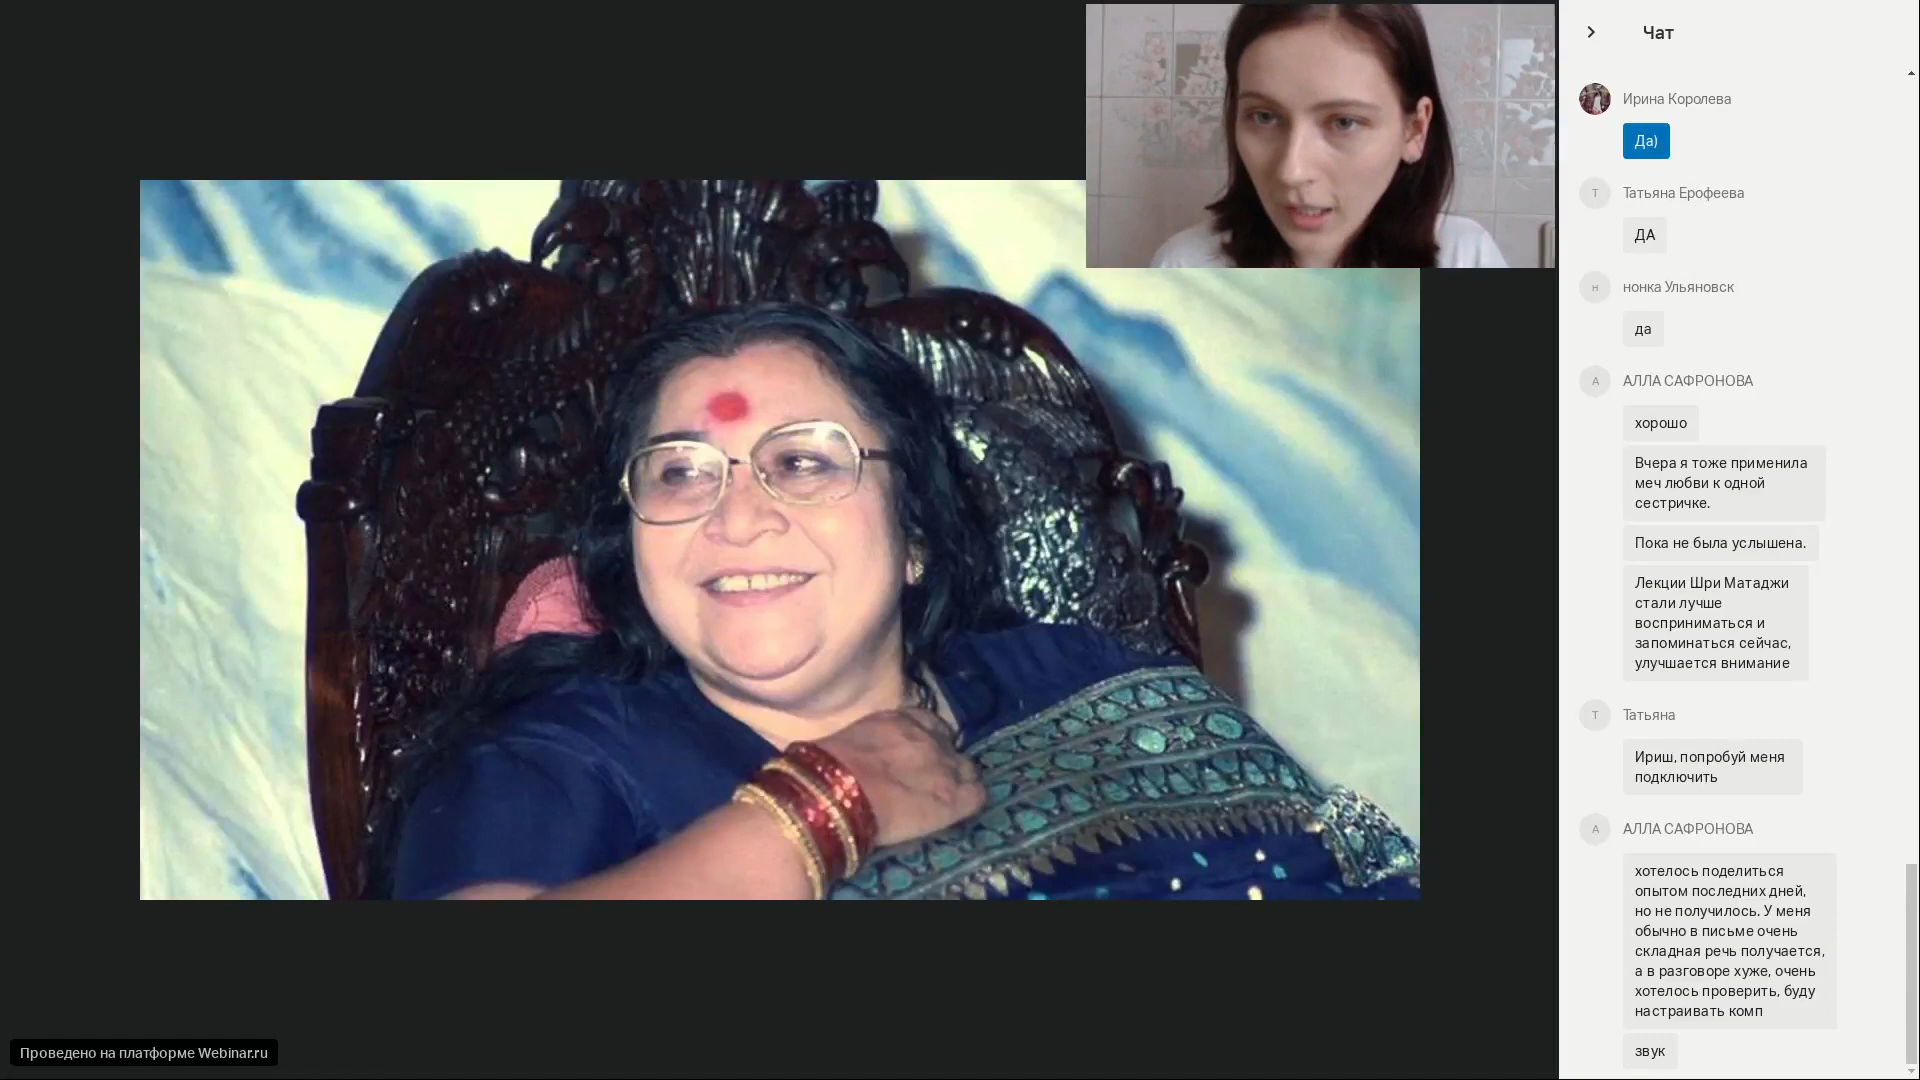 Чат
Ирина Королева
Да)
Т
Татьяна Ерофеева
ДА
н
нонка Ульяновск
да
А
АЛЛА САФРОНОВА
хорошо
Вчера я тоже применила
меч любви к одной
сестричке.
Пока не была услышена.
Лекции Шри Матаджи
стали лучше
восприниматься и
запоминаться сейчас,
улучшается внимание
Т
Татьяна
Ириш, попробуй меня
подключить
А
АЛЛА САФРОНОВА
хотелось поделиться
опытом последних дней,
но не получилось. У меня
обычно в письме очень
складная речь получается,
а в разговоре хуже, очень
хотелось проверить, буду
настраивать комп
звук
Проведено на платформе Webinar.ru